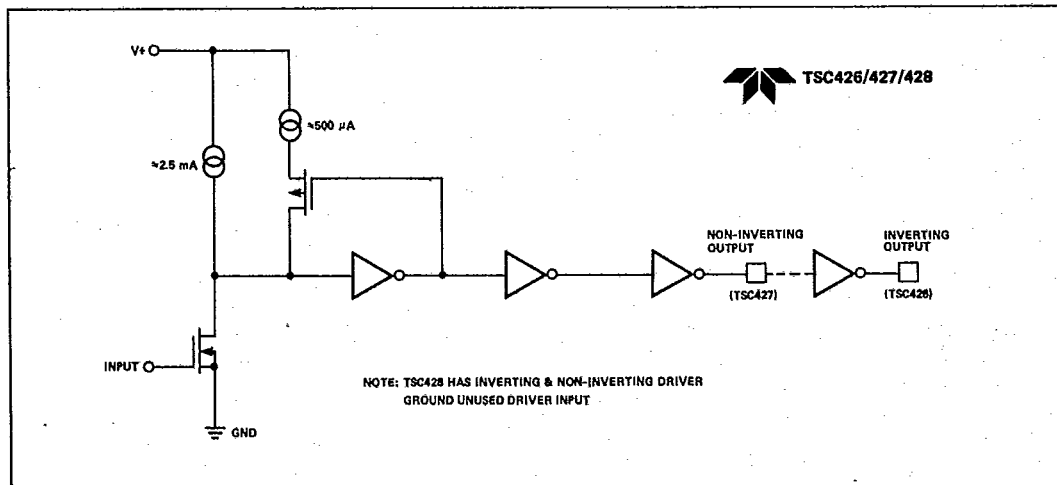 V+
TSC426/427/428
≈500 μA
≈2.5 mA
NON-INVERTING
OUTPUT
INVERTING
OUTPUT
(TSC427)
(TSC426)
INPUT
NOTE: TSC428 HAS INVERTING & NON-INVERTING DRIVER
GROUND UNUSED DRIVER INPUT
GND